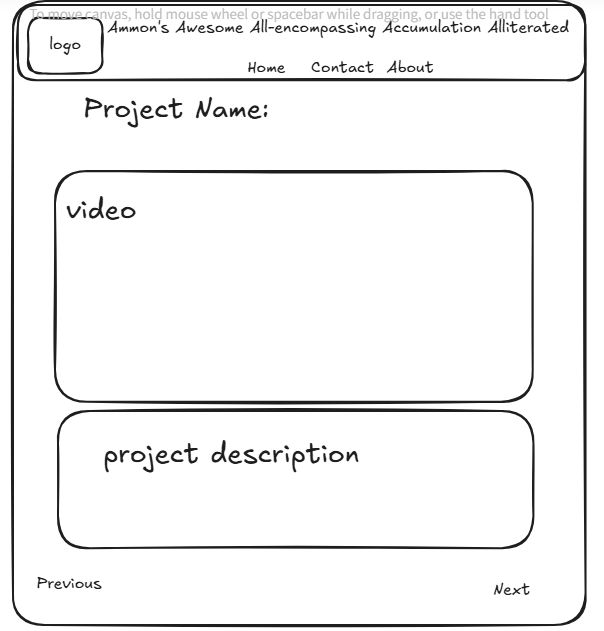 To move canvas, hold mouse wheel or spacebar while dragging, or use the hand tool
Ammon's Awesome All-encompassing Accumulation Alliterated
logo
Home Contact About
Project Name:
video
project description
Previous
Next